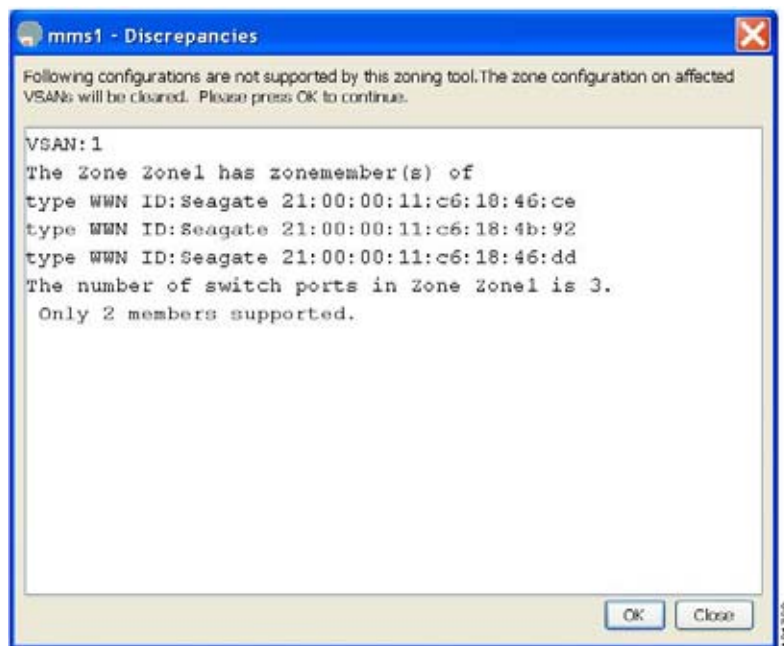 mms1 - Discrepancies
Following configurations are not supported by this zoning tool.The zone configuration on affected
VSANs will be cleared. Please press OK to continue.
VSAN:1
The Zone Zone1 has zonemember(s) of
type WWN ID:Seagate 21:00:00:11:c6:18:46:ce
type WWN ID:Seagate 21:00:00:11:c6:18:4b:92
type WWN ID:Seagate 21:00:00:11:c6:18:46:dd
The number of switch ports in Zone Zone1 is 3.
Only 2 members supported.
OK Close